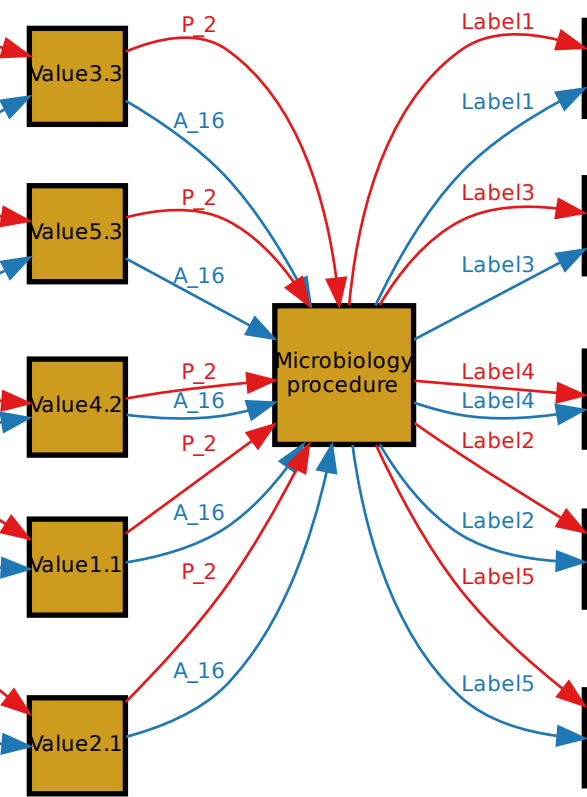 P_2
Label1
Value3.3
Label1
A_16
P_2
Label3
Value5.3
Label3
A_16
Microbiology
procedure
P_2
Label4
Value4.2
A_16
Label4
P_2
Label2
A_16
Label2
Value1.1
P_2
Label5
A_16
Label5
Value2.1